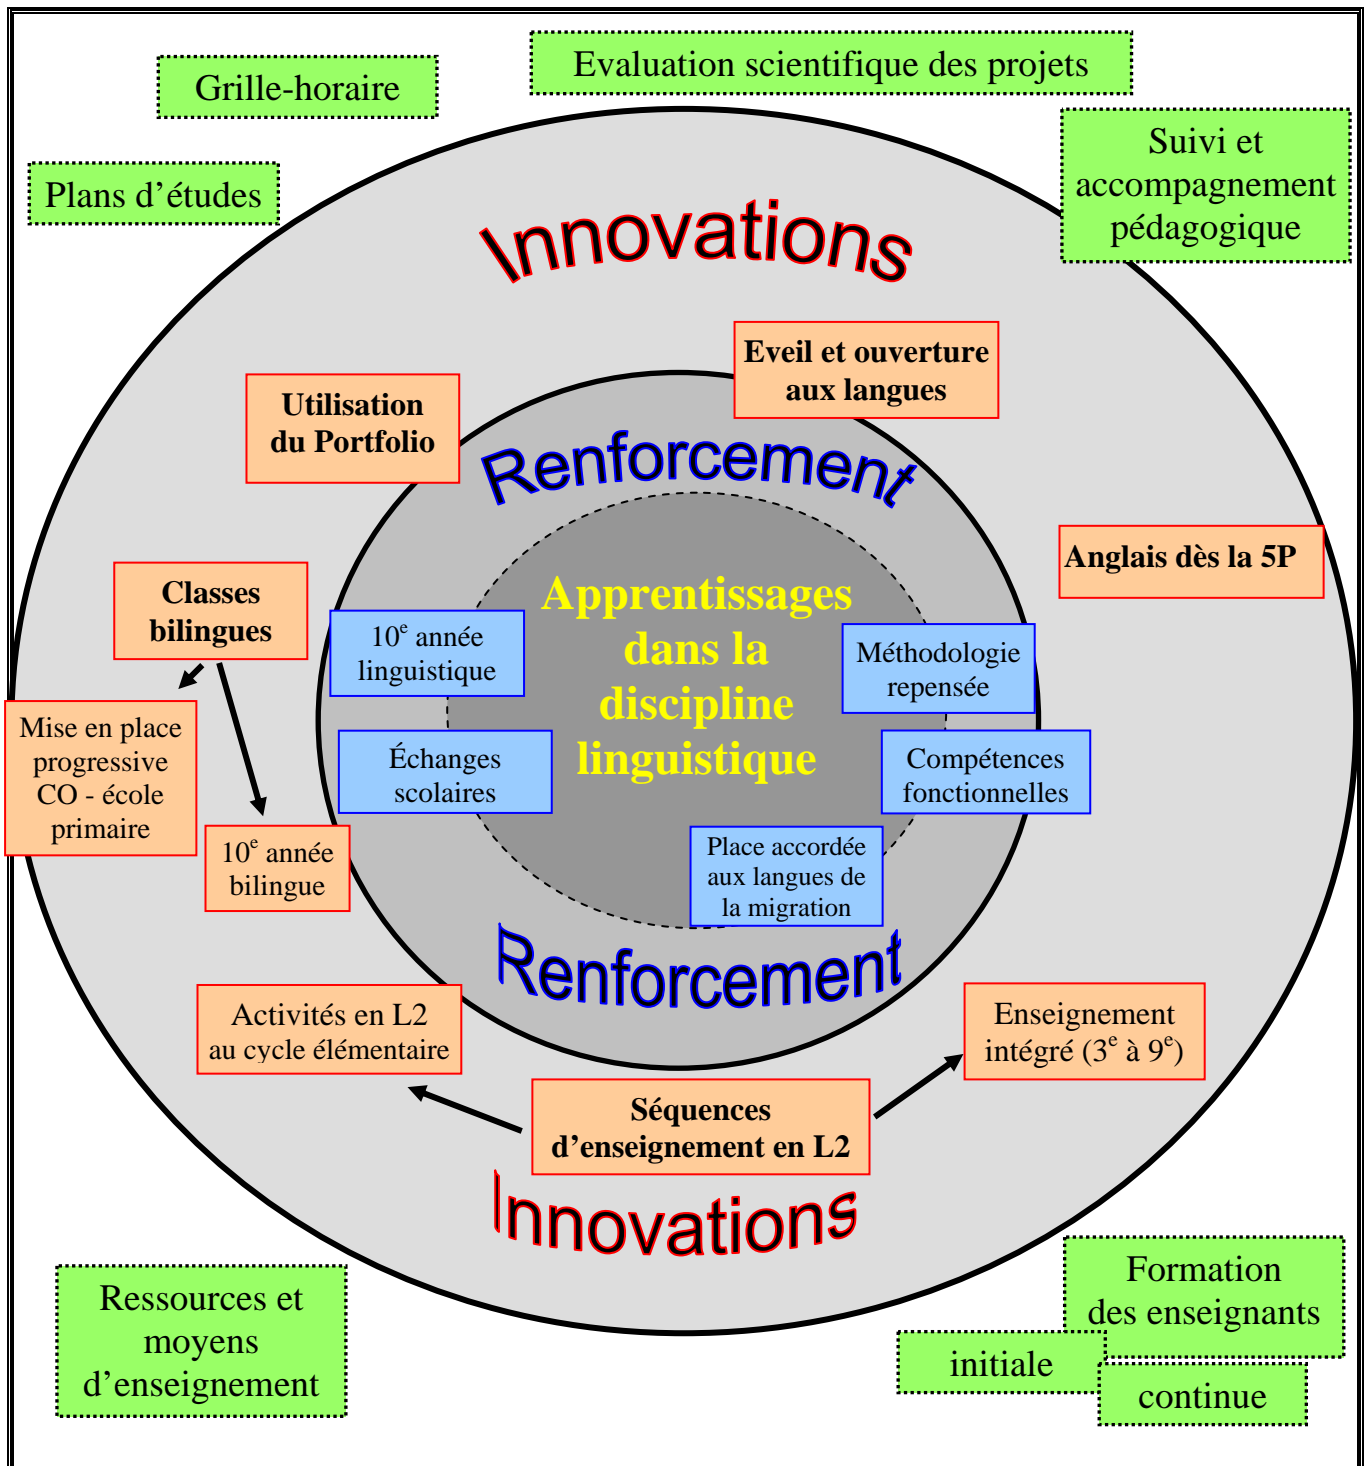 Evaluation scientifique des projets
Grille-horaire
Suivi et
accompagnement
pédagogique
Plans d’études
Innovations
Eveil et ouverture
aux langues
Utilisation
du Portfolio
Renforcement
Anglais dès la 5P
Classes
bilingues
Apprentissages
dans la
discipline
linguistique
10e année
linguistique
Méthodologie
repensée
Mise en place
progressive
CO - école
primaire
Échanges
scolaires
Compétences
fonctionnelles
10e année
bilingue
Place accordée
aux langues de
la migration
Renforcement
Activités en L2
au cycle élémentaire
Enseignement
intégré (3e à 9e)
Séquences
d’enseignement en L2
Innovations
Ressources et
moyens
d’enseignement
Formation
des enseignants
initiale
continue